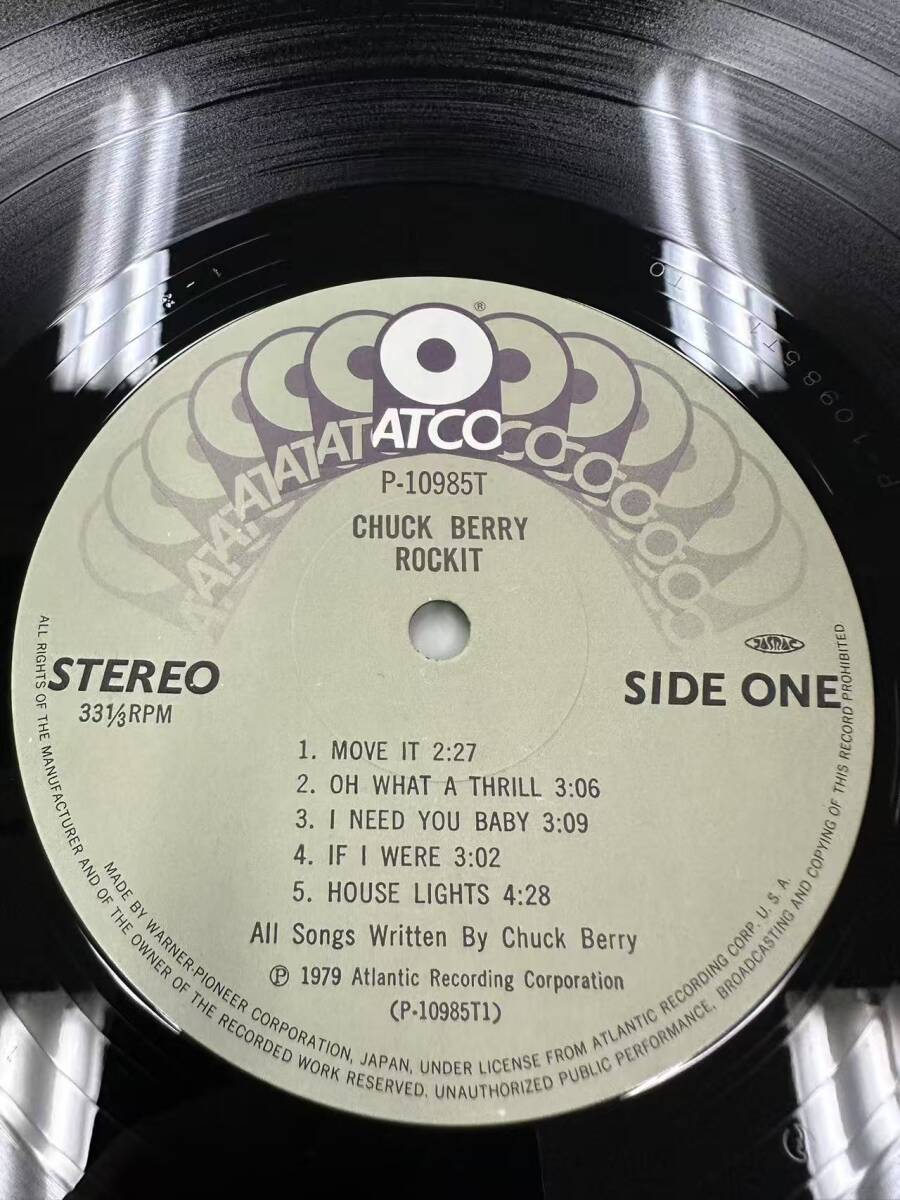 ®
ATCO
P-10985T
CHUCK BERRY
ROCKIT
JASRAC
STEREO
33⅓RPM
SIDE ONE
1. MOVE IT 2:27
2. OH WHAT A THRILL 3:06
3. I NEED YOU BABY 3:09
4. IF I WERE 3:02
5. HOUSE LIGHTS 4:28
All Songs Written By Chuck Berry
Ⓟ 1979 Atlantic Recording Corporation
(P-10985T1)
ALL RIGHTS OF THE MANUFACTURER AND OF THE OWNER OF THE RECORDED WORK RESERVED. UNAUTHORIZED PUBLIC PERFORMANCE, BROADCASTING AND COPYING OF THIS RECORD PROHIBITED
MADE BY WARNER-PIONEER CORPORATION, JAPAN, UNDER LICENSE FROM ATLANTIC RECORDING CORP. U.S.A.